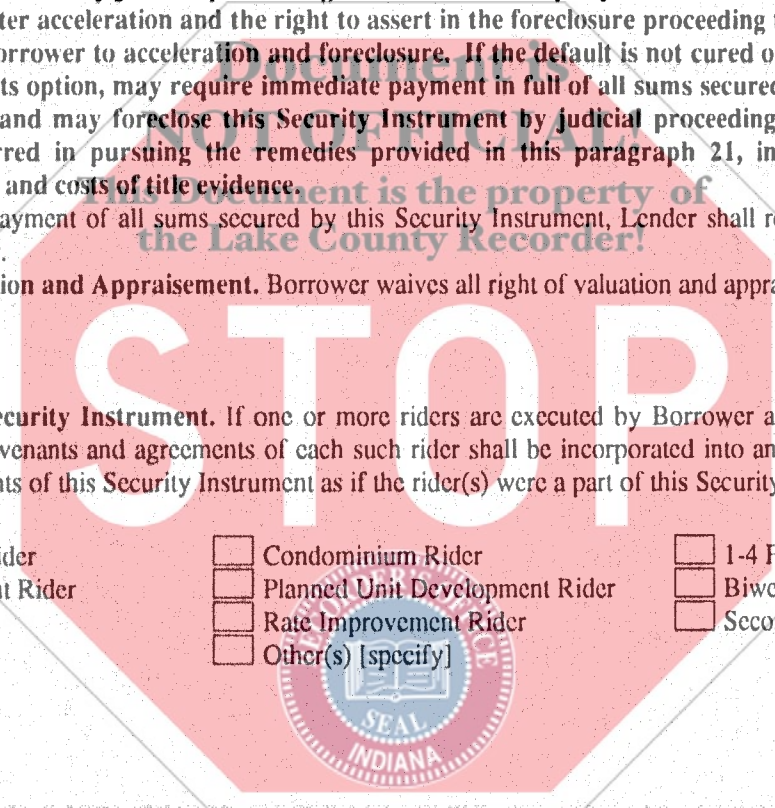 ter acceleration and the right to assert in the foreclosure proceeding
orrower to acceleration and foreclosure. If the default is not cured o
ts option, may require immediate payment in full of all sums secured
and may foreclose this Security Instrument by judicial proceeding
rred in pursuing the remedies provided in this paragraph 21, in
and costs of title evidence.
ayment of all sums secured by this Security Instrument, Lender shall r
ion and Appraisement. Borrower waives all right of valuation and appra
ecurity Instrument. If one or more riders are executed by Borrower a
venants and agreements of each such rider shall be incorporated into an
nts of this Security Instrument as if the rider(s) were a part of this Security
ider
Condominium Rider
1-4 F
t Rider
Planned Unit Development Rider
Biwe
Rate Improvement Rider
Seco
Other(s) [specify]
Document is
NOT OFFICIAL!
This Document is the property of
the Lake County Recorder!
STOP
RECORDER'S OFFICE
SEAL
INDIANA